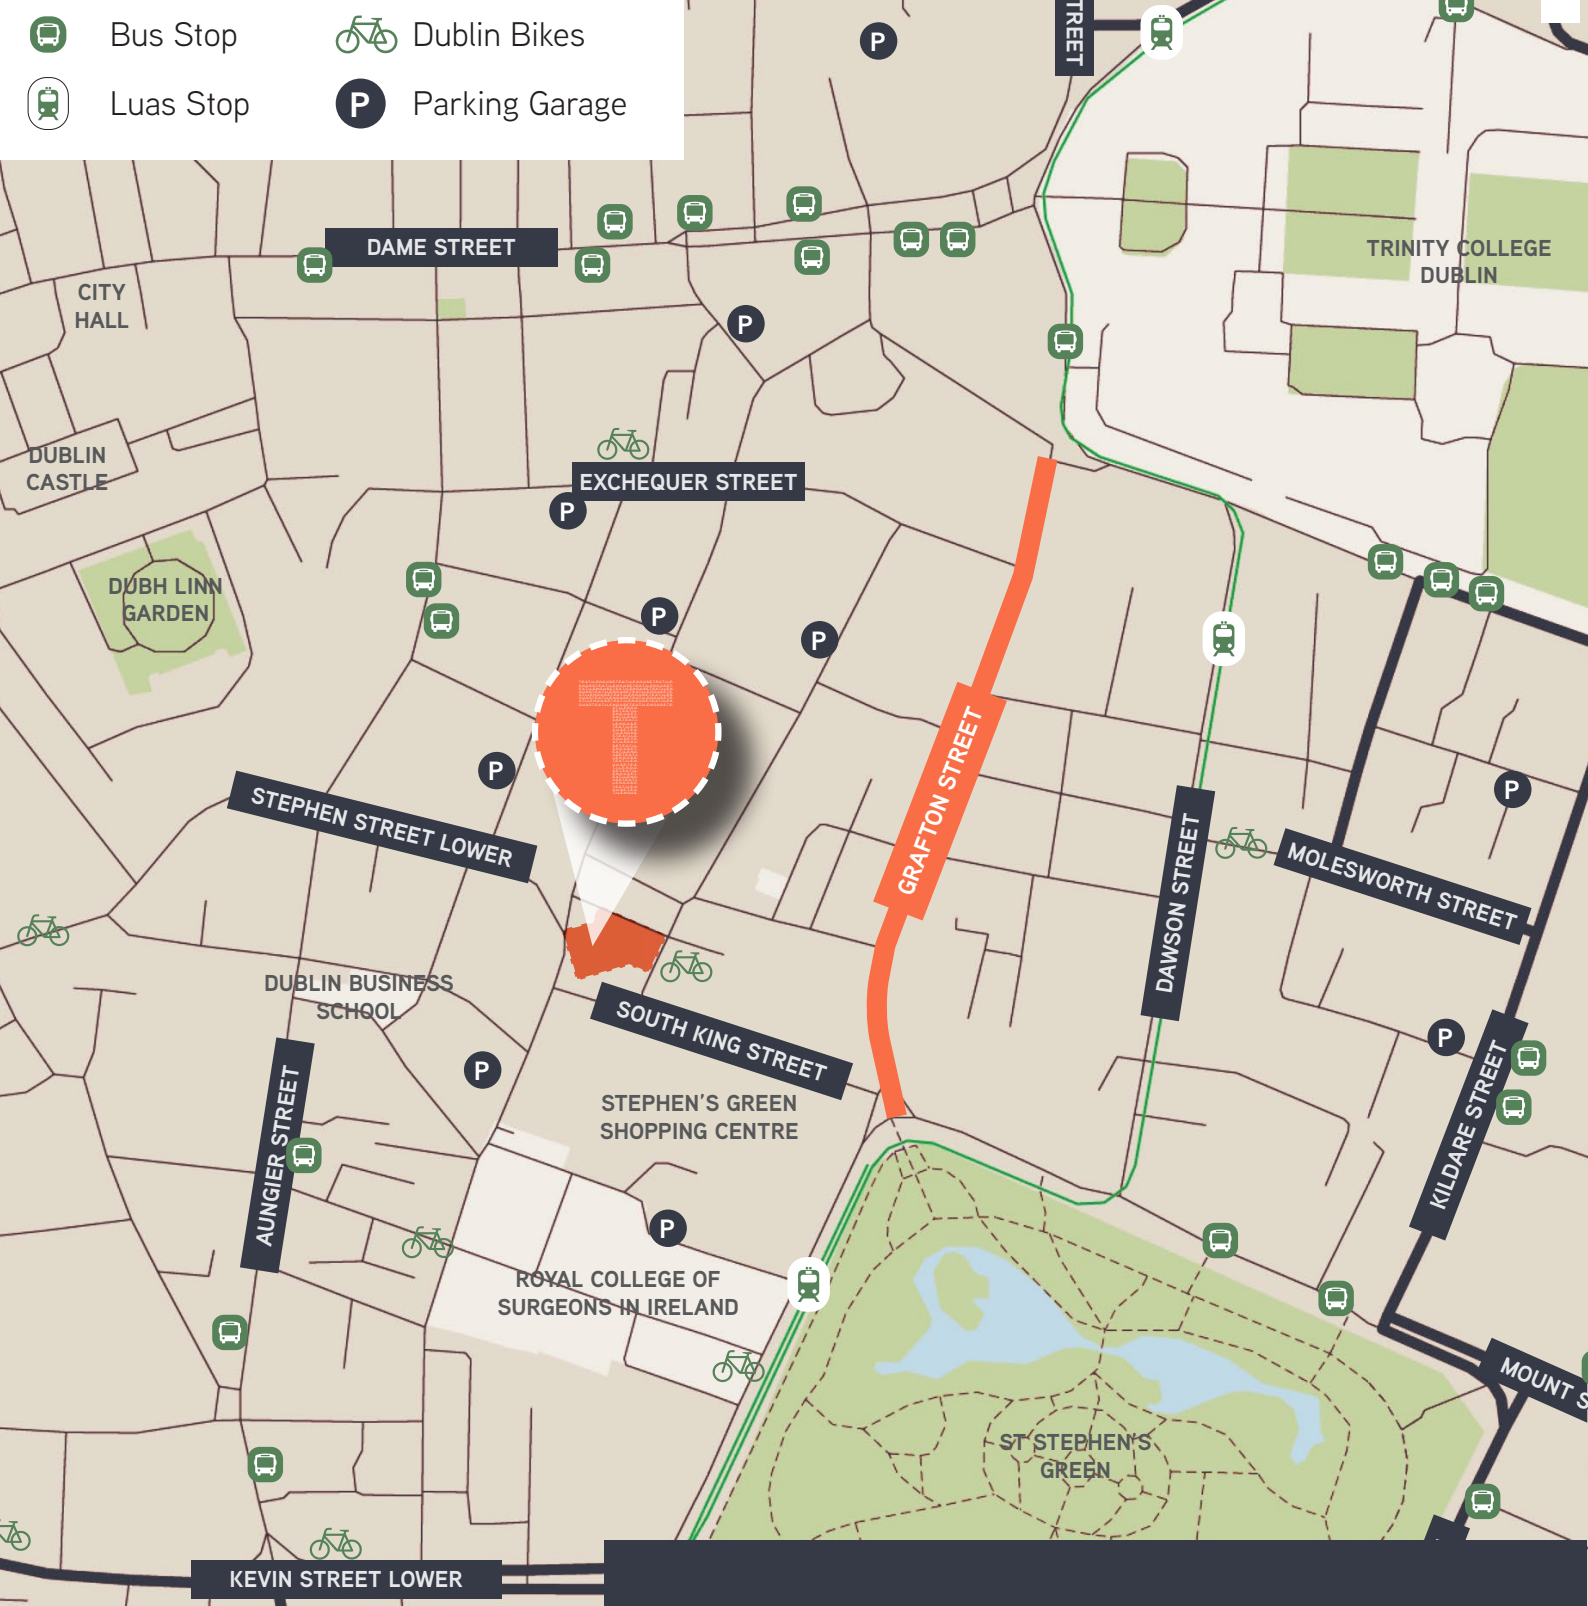 Bus Stop
Dublin Bikes
Luas Stop
P
Parking Garage
P
TREET
DAME STREET
TRINITY COLLEGE
DUBLIN
CITY
HALL
P
DUBLIN
CASTLE
EXCHEQUER STREET
P
DUBH LINN
GARDEN
P
P
T
P
STEPHEN STREET LOWER
GRAFTON STREET
P
MOLESWORTH STREET
DAWSON STREET
DUBLIN BUSINESS
SCHOOL
SOUTH KING STREET
P
P
STEPHEN'S GREEN
SHOPPING CENTRE
KILDARE STREET
AUNGIER STREET
P
ROYAL COLLEGE OF
SURGEONS IN IRELAND
MOUNT S
ST STEPHEN'S
GREEN
KEVIN STREET LOWER